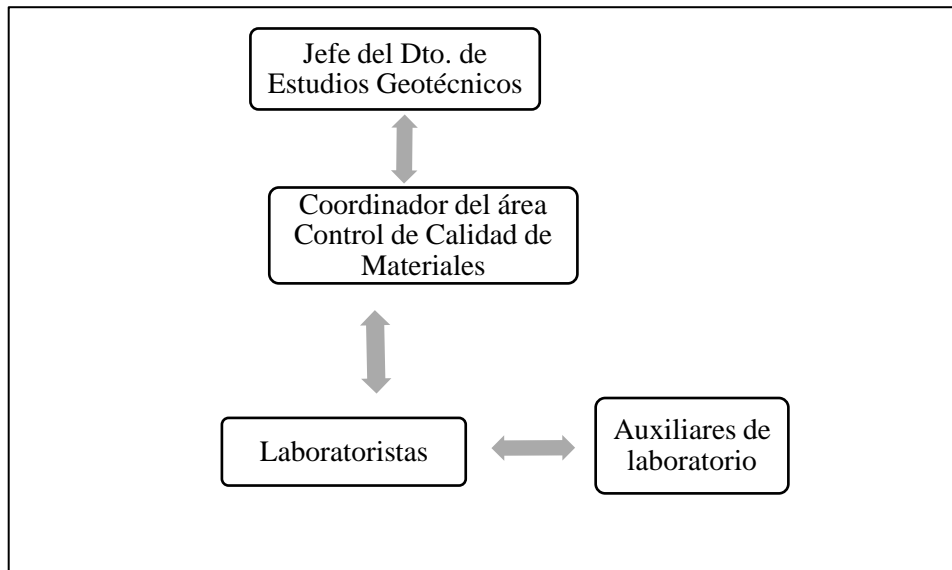 Jefe del Dto. de
Estudios Geotécnicos
Coordinador del área
Control de Calidad de
Materiales
Laboratoristas
Auxiliares de
laboratorio